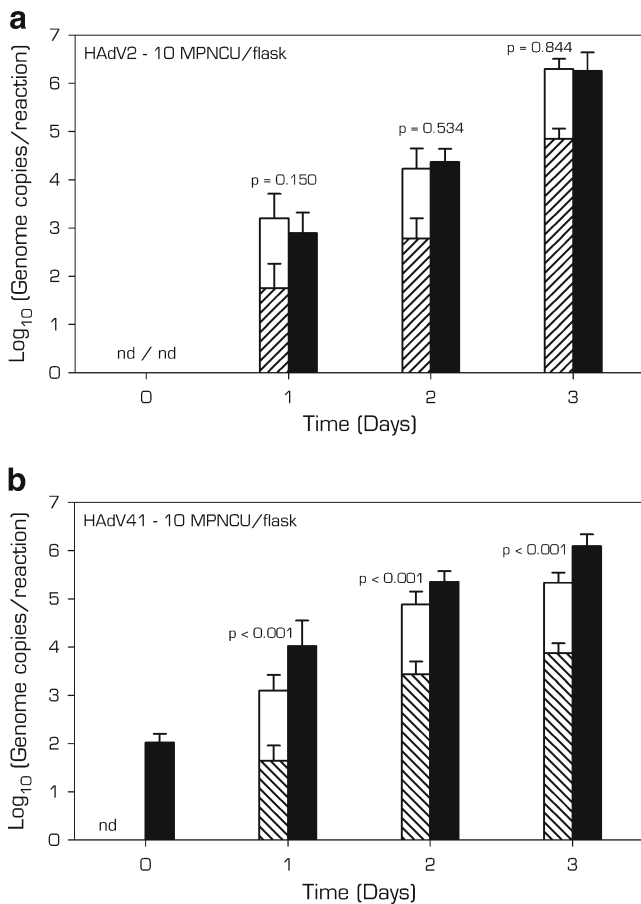 a
HAdV2 - 10 MPNCU/flask
Log10 (Genome copies/reaction)
7
6
5
4
3
2
1
0
p = 0.150
p = 0.534
p = 0.844
nd / nd
0 1 2 3
Time (Days)
b
HAdV41 - 10 MPNCU/flask
Log10 (Genome copies/reaction)
7
6
5
4
3
2
1
0
nd
p < 0.001
p < 0.001
p < 0.001
0 1 2 3
Time (Days)